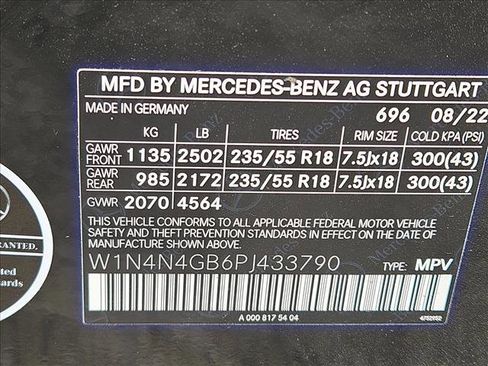 MFD BY MERCEDES-BENZ AG STUTTGART
MADE IN GERMANY 696 08/22
KG LB TIRES RIM SIZE COLD KPA (PSI)
GAWR FRONT 1135 2502 235/55 R18 7.5Jx18 300(43)
GAWR REAR 985 2172 235/55 R18 7.5Jx18 300(43)
GVWR 2070 4564
THIS VEHICLE CONFORMS TO ALL APPLICABLE FEDERAL MOTOR VEHICLE
SAFETY AND THEFT PREVENTION STANDARDS IN EFFECT ON THE DATE
OF MANUFACTURE SHOWN ABOVE.
W1N4N4GB6PJ433790 TYPE: MPV
A 000 817 54 04